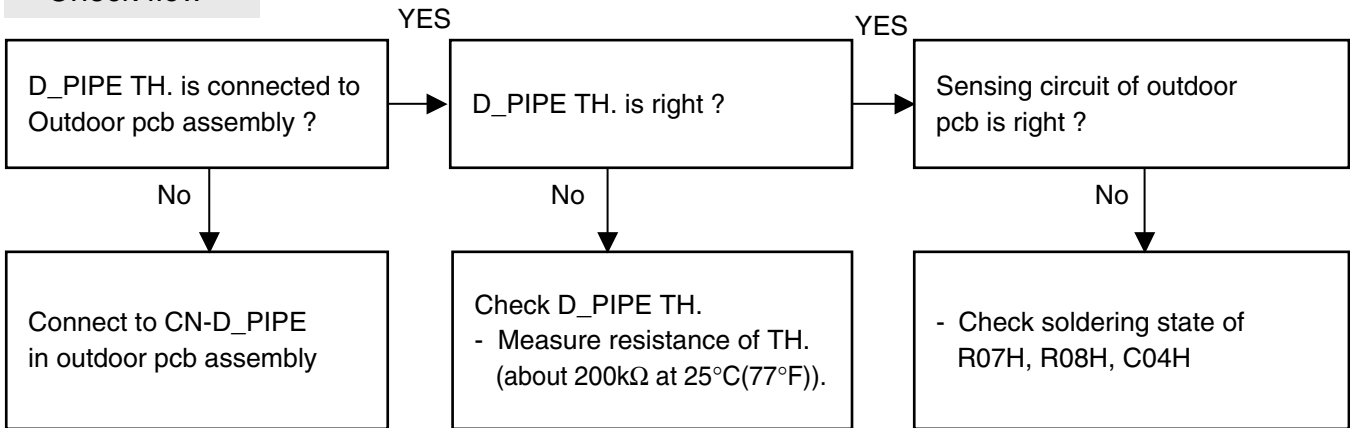 Check flow
YES
YES
D_PIPE TH. is connected to
Outdoor pcb assembly ?
D_PIPE TH. is right ?
Sensing circuit of outdoor
pcb is right ?
No
No
No
Connect to CN-D_PIPE
in outdoor pcb assembly
Check D_PIPE TH.
- Measure resistance of TH.
(about 200kΩ at 25°C(77°F)).
- Check soldering state of
R07H, R08H, C04H